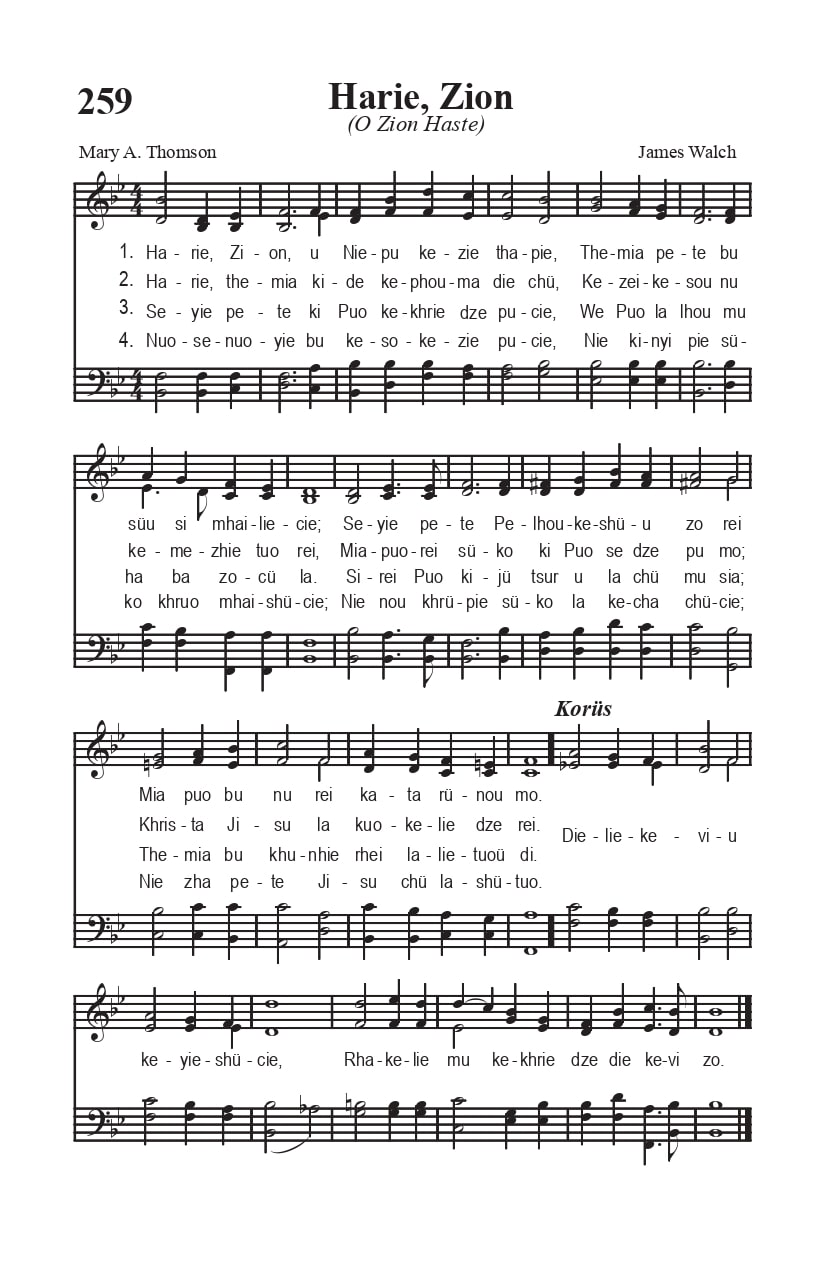 259
Harie, Zion
(O Zion Haste)
Mary A. Thomson
James Walch
1. Ha - rie, Zi - on, u Nie - pu ke - zie tha - pie, The - mia pe - te bu
2. Ha - rie, the - mia ki - de ke - phou - ma die chü, Ke - zei - ke - sou nu
3. Se - yie pe - te ki Puo ke - khrie dze pu - cie, We Puo la lhou mu
4. Nuo - se - nuo - yie bu ke - so - ke - zie pu - cie, Nie ki - nyi pie sü -
süu si mhai - lie - cie; Se - yie pe - te Pe - lhou - ke - shü - u zo rei
ke - me - zhie tuo rei, Mia - puo - rei sü - ko ki Puo se dze pu mo;
ha ba zo - cü la. Si - rei Puo ki - jü tsur u la chü mu sia;
ko khruo mhai - shü - cie; Nie nou khrü - pie sü - ko la ke - cha chü - cie;
Korüs
Mia puo bu nu rei ka - ta rü - nou mo.
Khris - ta Ji - su la kuo - ke - lie dze rei.
The - mia bu khu - nhie rhei la - lie - tuoü di.
Nie zha pe - te Ji - su chü la - shü - tuo.
Die - lie - ke - vi - u
ke - yie - shü - cie, Rha - ke - lie mu ke - khrie dze die ke - vi zo.